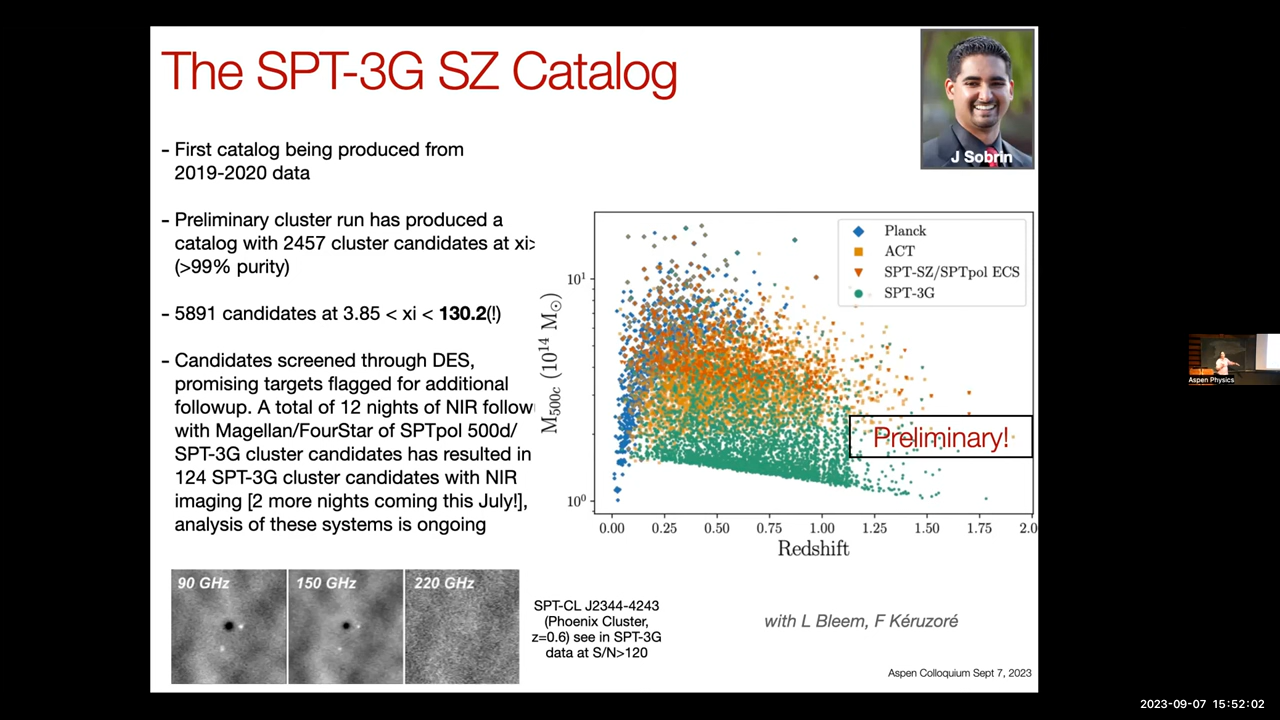 The SPT-3G SZ Catalog
J Sobrin
- First catalog being produced from
2019-2020 data
- Preliminary cluster run has produced a
catalog with 2457 cluster candidates at xi>
(>99% purity)
- 5891 candidates at 3.85 < xi < 130.2(!)
- Candidates screened through DES,
promising targets flagged for additional
followup. A total of 12 nights of NIR follow
with Magellan/FourStar of SPTpol 500d/
SPT-3G cluster candidates has resulted in
124 SPT-3G cluster candidates with NIR
imaging [2 more nights coming this July!],
analysis of these systems is ongoing
Planck
ACT
SPT-SZ/SPTpol ECS
SPT-3G
M500c (10^14 M⊙)
10^1
10^0
Preliminary!
0.00 0.25 0.50 0.75 1.00 1.25 1.50 1.75 2.0
Redshift
90 GHz
150 GHz
220 GHz
SPT-CL J2344-4243
(Phoenix Cluster,
z=0.6) see in SPT-3G
data at S/N>120
with L Bleem, F Kéruzoré
Aspen Colloquium Sept 7, 2023
Aspen Physics
2023-09-07 15:52:02